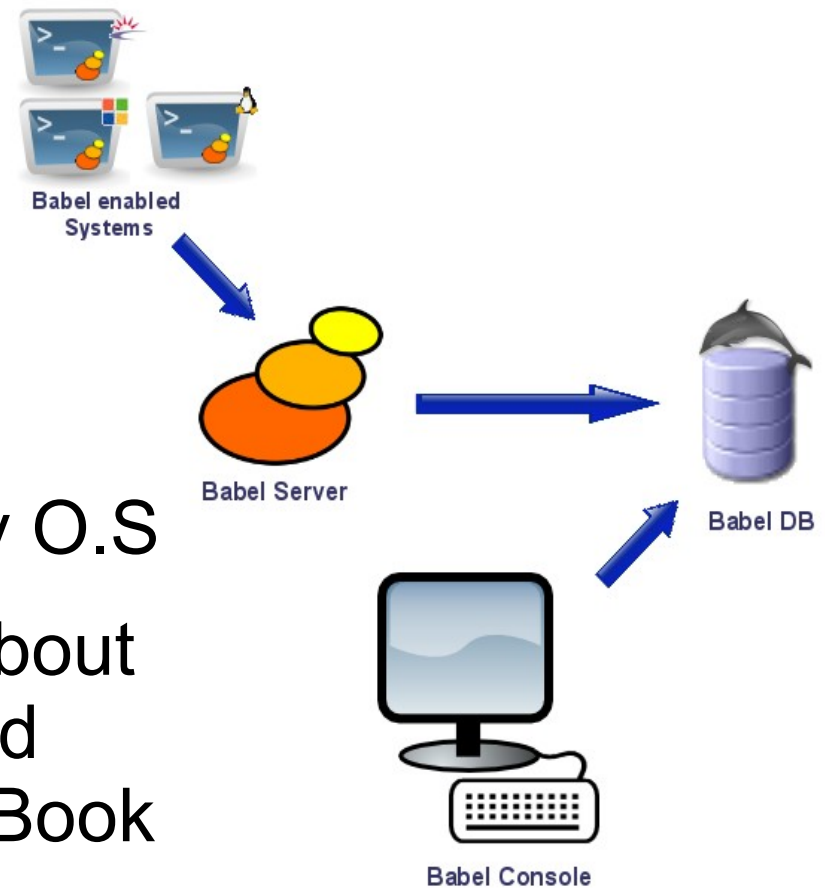 >_
>_
>_
Babel enabled
Systems
Babel Server
Babel DB
y O.S
bout
d
Book
Babel Console